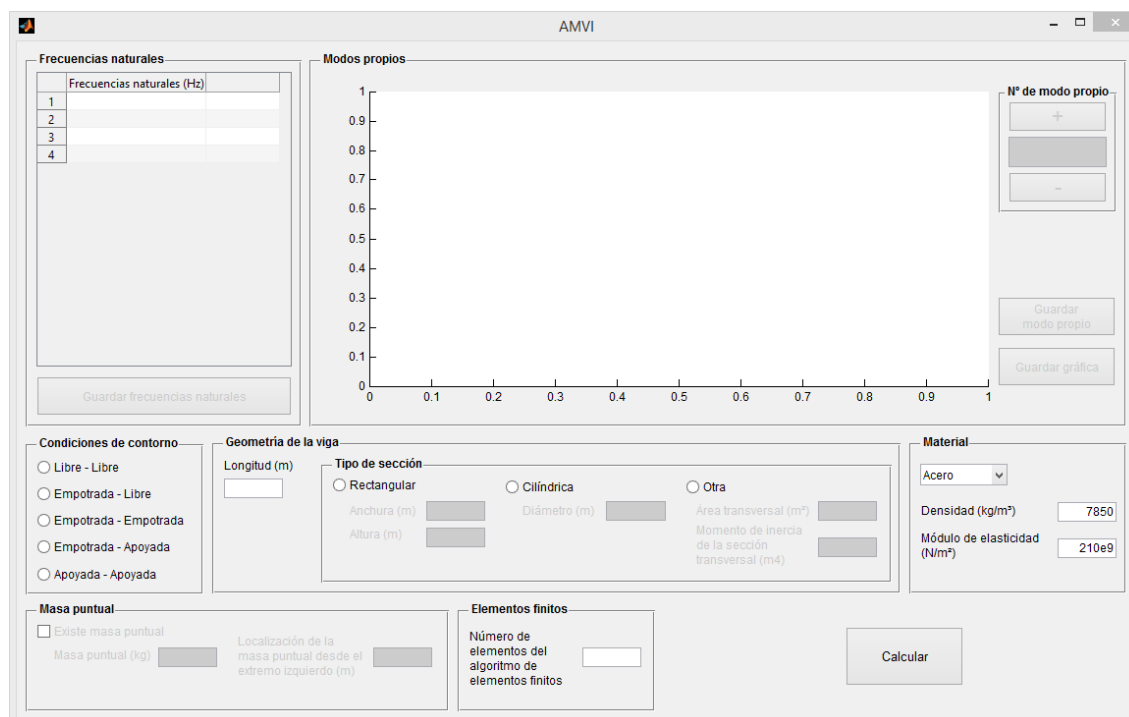 AMVI
Frecuencias naturales
Frecuencias naturales (Hz)
1
2
3
4
Guardar frecuencias naturales
Modos propios
1
0.9
0.8
0.7
0.6
0.5
0.4
0.3
0.2
0.1
0
0 0.1 0.2 0.3 0.4 0.5 0.6 0.7 0.8 0.9 1
Nº de modo propio
+
-
Guardar
modo propio
Guardar gráfica
Condiciones de contorno
Libre - Libre
Empotrada - Libre
Empotrada - Empotrada
Empotrada - Apoyada
Apoyada - Apoyada
Geometría de la viga
Longitud (m)
Tipo de sección
Rectangular
Anchura (m)
Altura (m)
Cilíndrica
Diámetro (m)
Otra
Área transversal (m²)
Momento de inercia
de la sección
transversal (m4)
Material
Acero
Densidad (kg/m³) 7850
Módulo de elasticidad
(N/m²) 210e9
Masa puntual
Existe masa puntual
Masa puntual (kg)
Localización de la
masa puntual desde el
extremo izquierdo (m)
Elementos finitos
Número de
elementos del
algoritmo de
elementos finitos
Calcular